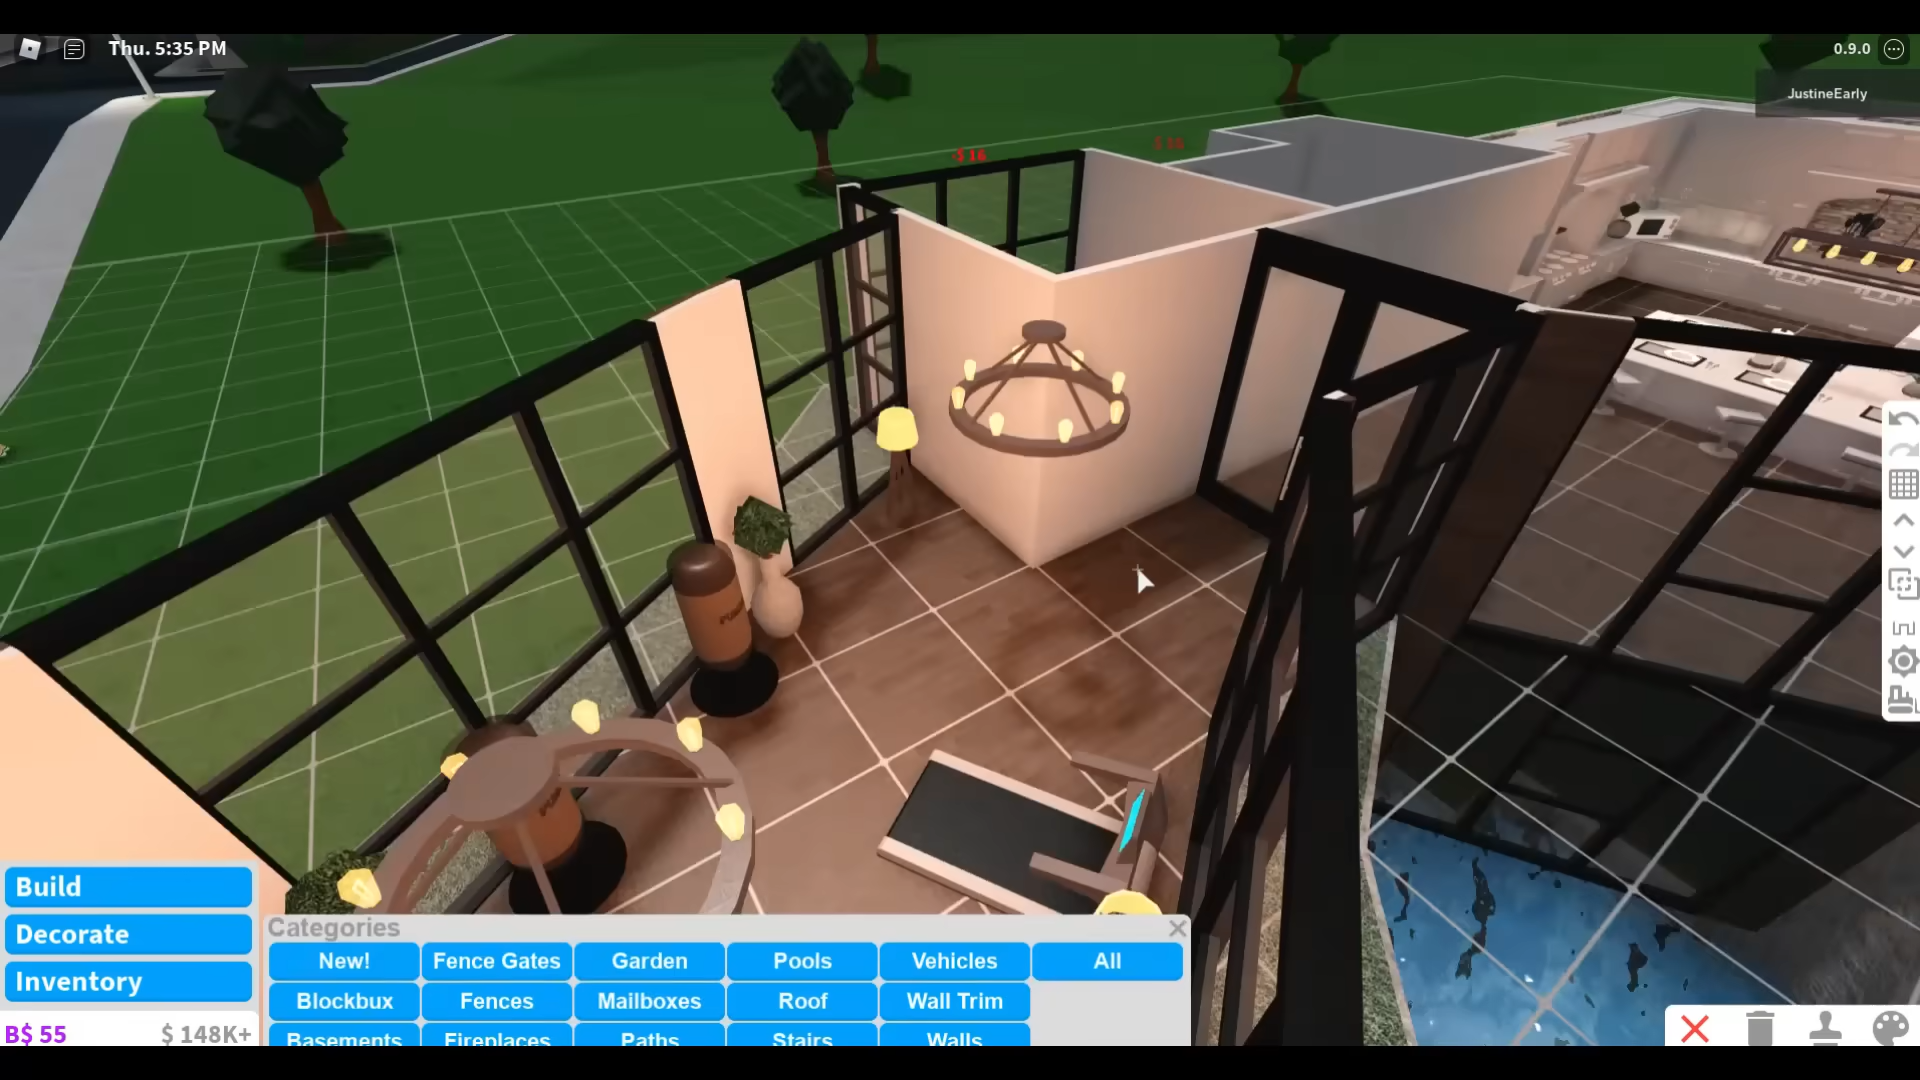 Thu. 5:35 PM
0.9.0
JustineEarly
-$ 16
Build
Decorate
Inventory
B$ 55
$ 148K+
Categories
New!
Fence Gates
Garden
Pools
Vehicles
All
Blockbux
Fences
Mailboxes
Roof
Wall Trim
Basements
Fireplaces
Paths
Stairs
Walls